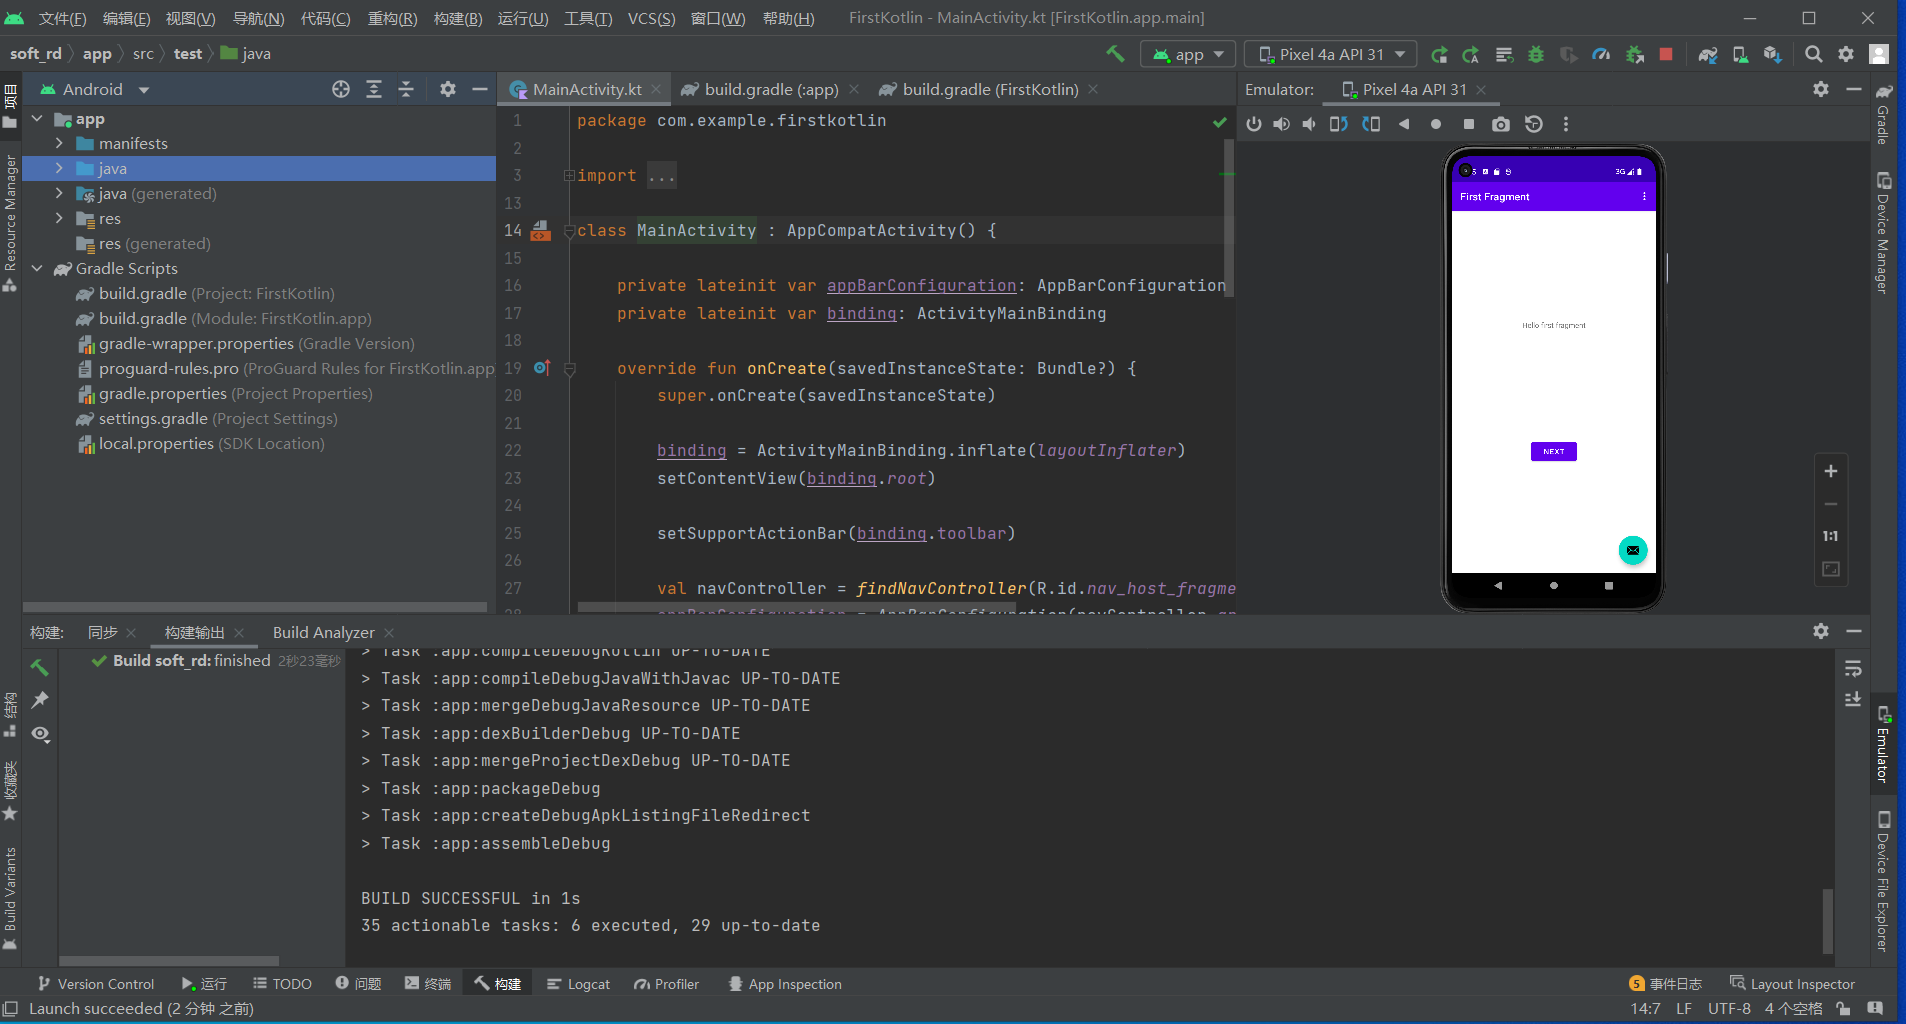 文件(F) 编辑(E) 视图(V) 导航(N) 代码(C) 重构(R) 构建(B) 运行(U) 工具(T) VCS(S) 窗口(W) 帮助(H) FirstKotlin - MainActivity.kt [FirstKotlin.app.main]
soft_rd app src test java
app Pixel 4a API 31
项目
Resource Manager
结构
收藏夹
Build Variants
Android
app
manifests
java
java (generated)
res
res (generated)
Gradle Scripts
build.gradle (Project: FirstKotlin)
build.gradle (Module: FirstKotlin.app)
gradle-wrapper.properties (Gradle Version)
proguard-rules.pro (ProGuard Rules for FirstKotlin.app
gradle.properties (Project Properties)
settings.gradle (Project Settings)
local.properties (SDK Location)
MainActivity.kt build.gradle (:app) build.gradle (FirstKotlin)
1 package com.example.firstkotlin
2
3 import ...
13
14 class MainActivity : AppCompatActivity() {
15
16 private lateinit var appBarConfiguration: AppBarConfiguration
17 private lateinit var binding: ActivityMainBinding
18
19 override fun onCreate(savedInstanceState: Bundle?) {
20 super.onCreate(savedInstanceState)
21
22 binding = ActivityMainBinding.inflate(layoutInflater)
23 setContentView(binding.root)
24
25 setSupportActionBar(binding.toolbar)
26
27 val navController = findNavController(R.id.nav_host_fragme
28 appBarConfiguration = AppBarConfiguration(navController.gr
Emulator: Pixel 4a API 31
3G
First Fragment
Hello first fragment
NEXT
1:1
Gradle
Device Manager
Emulator
Device File Explorer
构建: 同步 构建输出 Build Analyzer
Build soft_rd: finished 2秒23毫秒
> Task :app:compileDebugKotlin UP-TO-DATE
> Task :app:compileDebugJavaWithJavac UP-TO-DATE
> Task :app:mergeDebugJavaResource UP-TO-DATE
> Task :app:dexBuilderDebug UP-TO-DATE
> Task :app:mergeProjectDexDebug UP-TO-DATE
> Task :app:packageDebug
> Task :app:createDebugApkListingFileRedirect
> Task :app:assembleDebug
BUILD SUCCESSFUL in 1s
35 actionable tasks: 6 executed, 29 up-to-date
Version Control 运行 TODO 问题 终端 构建 Logcat Profiler App Inspection 5 事件日志 Layout Inspector
Launch succeeded (2 分钟 之前) 14:7 LF UTF-8 4 个空格